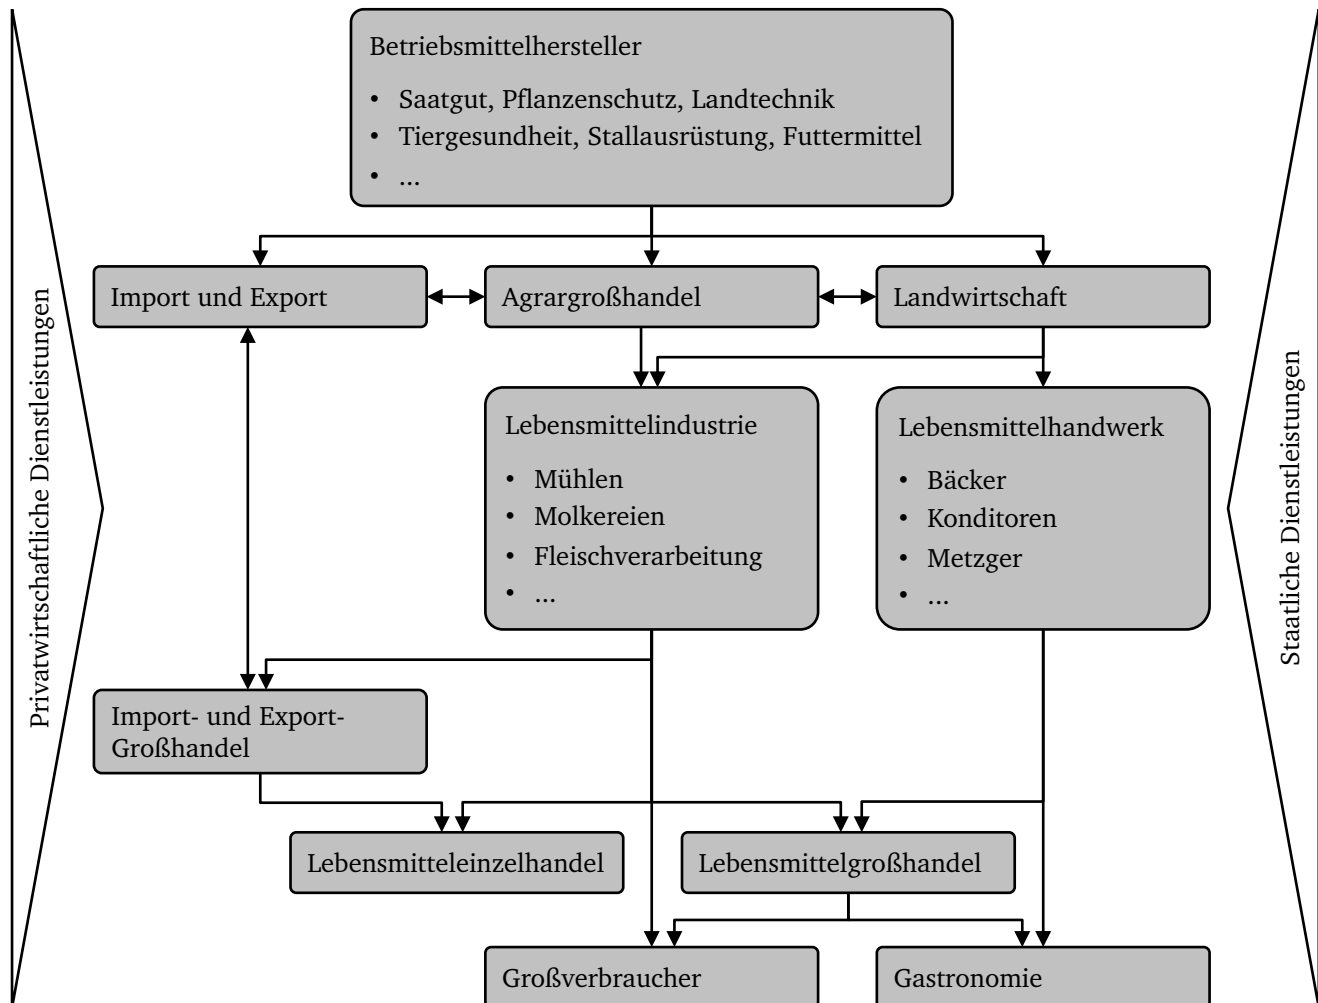 Betriebsmittelhersteller
• Saatgut, Pflanzenschutz, Landtechnik
• Tiergesundheit, Stallausrüstung, Futtermittel
• ...
Import und Export
Agrargroßhandel
Landwirtschaft
Privatwirtschaftliche Dienstleistungen
Staatliche Dienstleistungen
Lebensmittelindustrie
• Mühlen
• Molkereien
• Fleischverarbeitung
• ...
Lebensmittelhandwerk
• Bäcker
• Konditoren
• Metzger
• ...
Import- und Export-
Großhandel
Lebensmitteleinzelhandel
Lebensmittelgroßhandel
Großverbraucher
Gastronomie